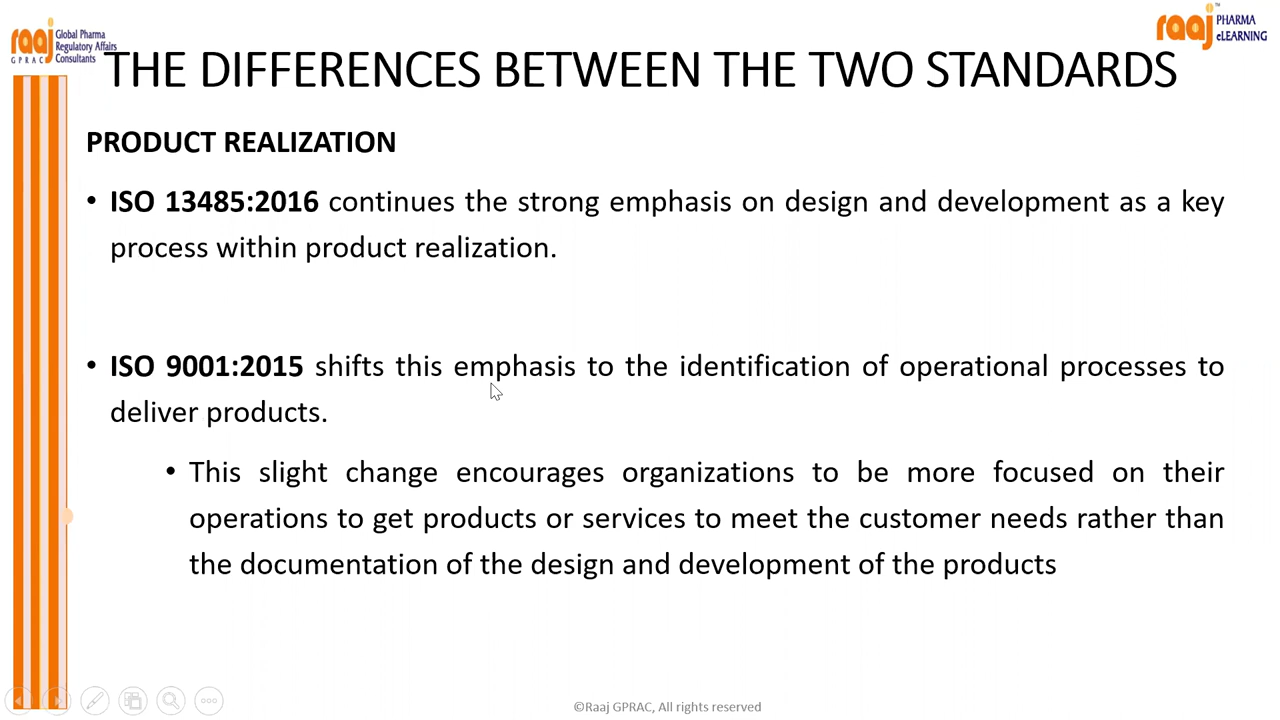 raaj
Global Pharma
Regulatory Affairs
Consultants
GPRAC
raaj
™
PHARMA
eLEARNING
THE DIFFERENCES BETWEEN THE TWO STANDARDS
PRODUCT REALIZATION
• ISO 13485:2016 continues the strong emphasis on design and development as a key
process within product realization.
• ISO 9001:2015 shifts this emphasis to the identification of operational processes to
deliver products.
• This slight change encourages organizations to be more focused on their
operations to get products or services to meet the customer needs rather than
the documentation of the design and development of the products
©Raaj GPRAC, All rights reserved